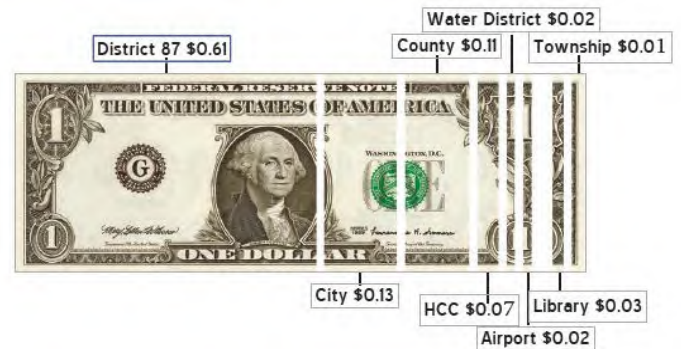 Water District $0.02
District 87 $0.61
County $0.11
Township $0.01
FEDERAL RESERVE NOTE
THE UNITED STATES OF AMERICA
1
1
WASHINGTON, D.C.
G
ONE
1
1
ONE DOLLAR
City $0.13
HCC $0.07
Library $0.03
Airport $0.02